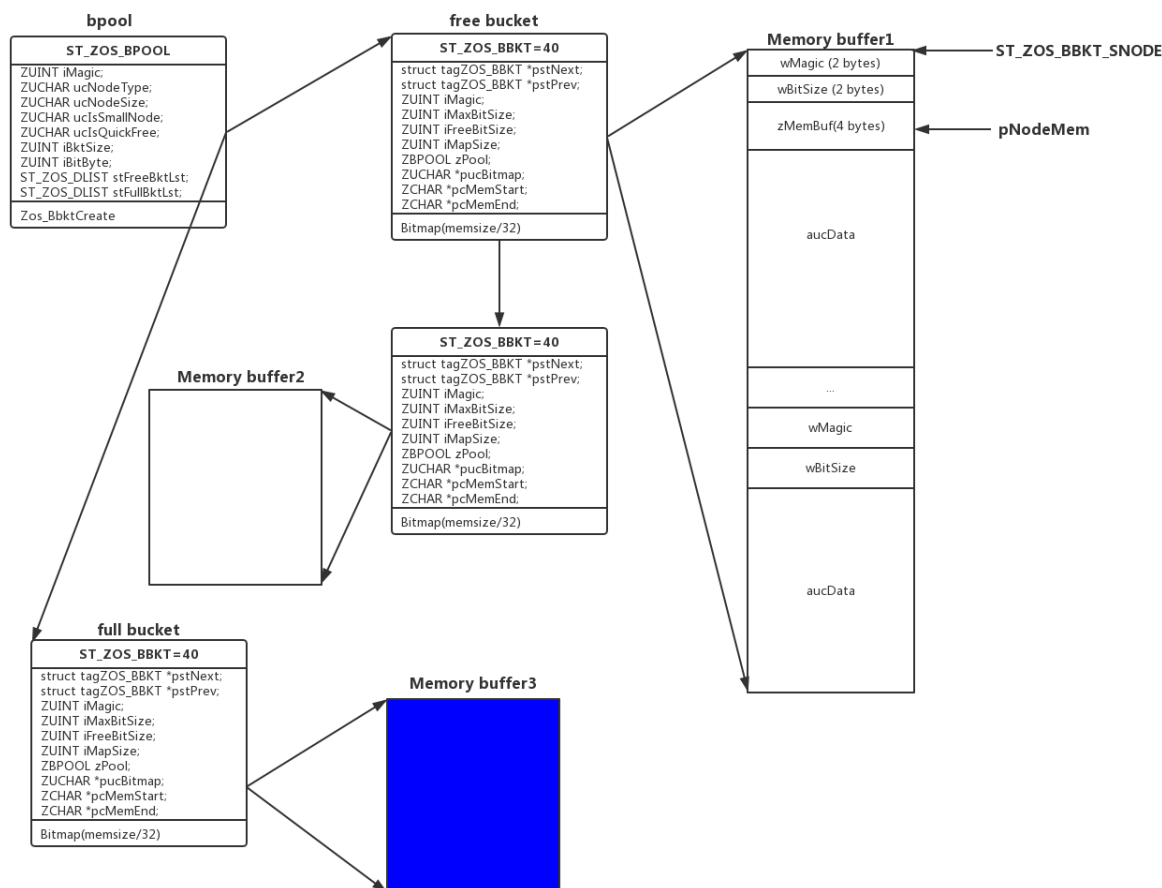 bpool
ST_ZOS_BPOOL
ZUINT iMagic;
ZUCHAR ucNodeType;
ZUCHAR ucNodeSize;
ZUCHAR ucIsSmallNode;
ZUCHAR ucIsQuickFree;
ZUINT iBktSize;
ZUINT iBitByte;
ST_ZOS_DLIST stFreeBktLst;
ST_ZOS_DLIST stFullBktLst;
Zos_BbktCreate
free bucket
ST_ZOS_BBKT=40
struct tagZOS_BBKT *pstNext;
struct tagZOS_BBKT *pstPrev;
ZUINT iMagic;
ZUINT iMaxBitSize;
ZUINT iFreeBitSize;
ZUINT iMapSize;
ZBPOOL zPool;
ZUCHAR *pucBitmap;
ZCHAR *pcMemStart;
ZCHAR *pcMemEnd;
Bitmap(memsize/32)
Memory buffer1
wMagic (2 bytes)
wBitSize (2 bytes)
zMemBuf(4 bytes)
aucData
...
wMagic
wBitSize
aucData
ST_ZOS_BBKT_SNODE
pNodeMem
ST_ZOS_BBKT=40
struct tagZOS_BBKT *pstNext;
struct tagZOS_BBKT *pstPrev;
ZUINT iMagic;
ZUINT iMaxBitSize;
ZUINT iFreeBitSize;
ZUINT iMapSize;
ZBPOOL zPool;
ZUCHAR *pucBitmap;
ZCHAR *pcMemStart;
ZCHAR *pcMemEnd;
Bitmap(memsize/32)
Memory buffer2
full bucket
ST_ZOS_BBKT=40
struct tagZOS_BBKT *pstNext;
struct tagZOS_BBKT *pstPrev;
ZUINT iMagic;
ZUINT iMaxBitSize;
ZUINT iFreeBitSize;
ZUINT iMapSize;
ZBPOOL zPool;
ZUCHAR *pucBitmap;
ZCHAR *pcMemStart;
ZCHAR *pcMemEnd;
Bitmap(memsize/32)
Memory buffer3